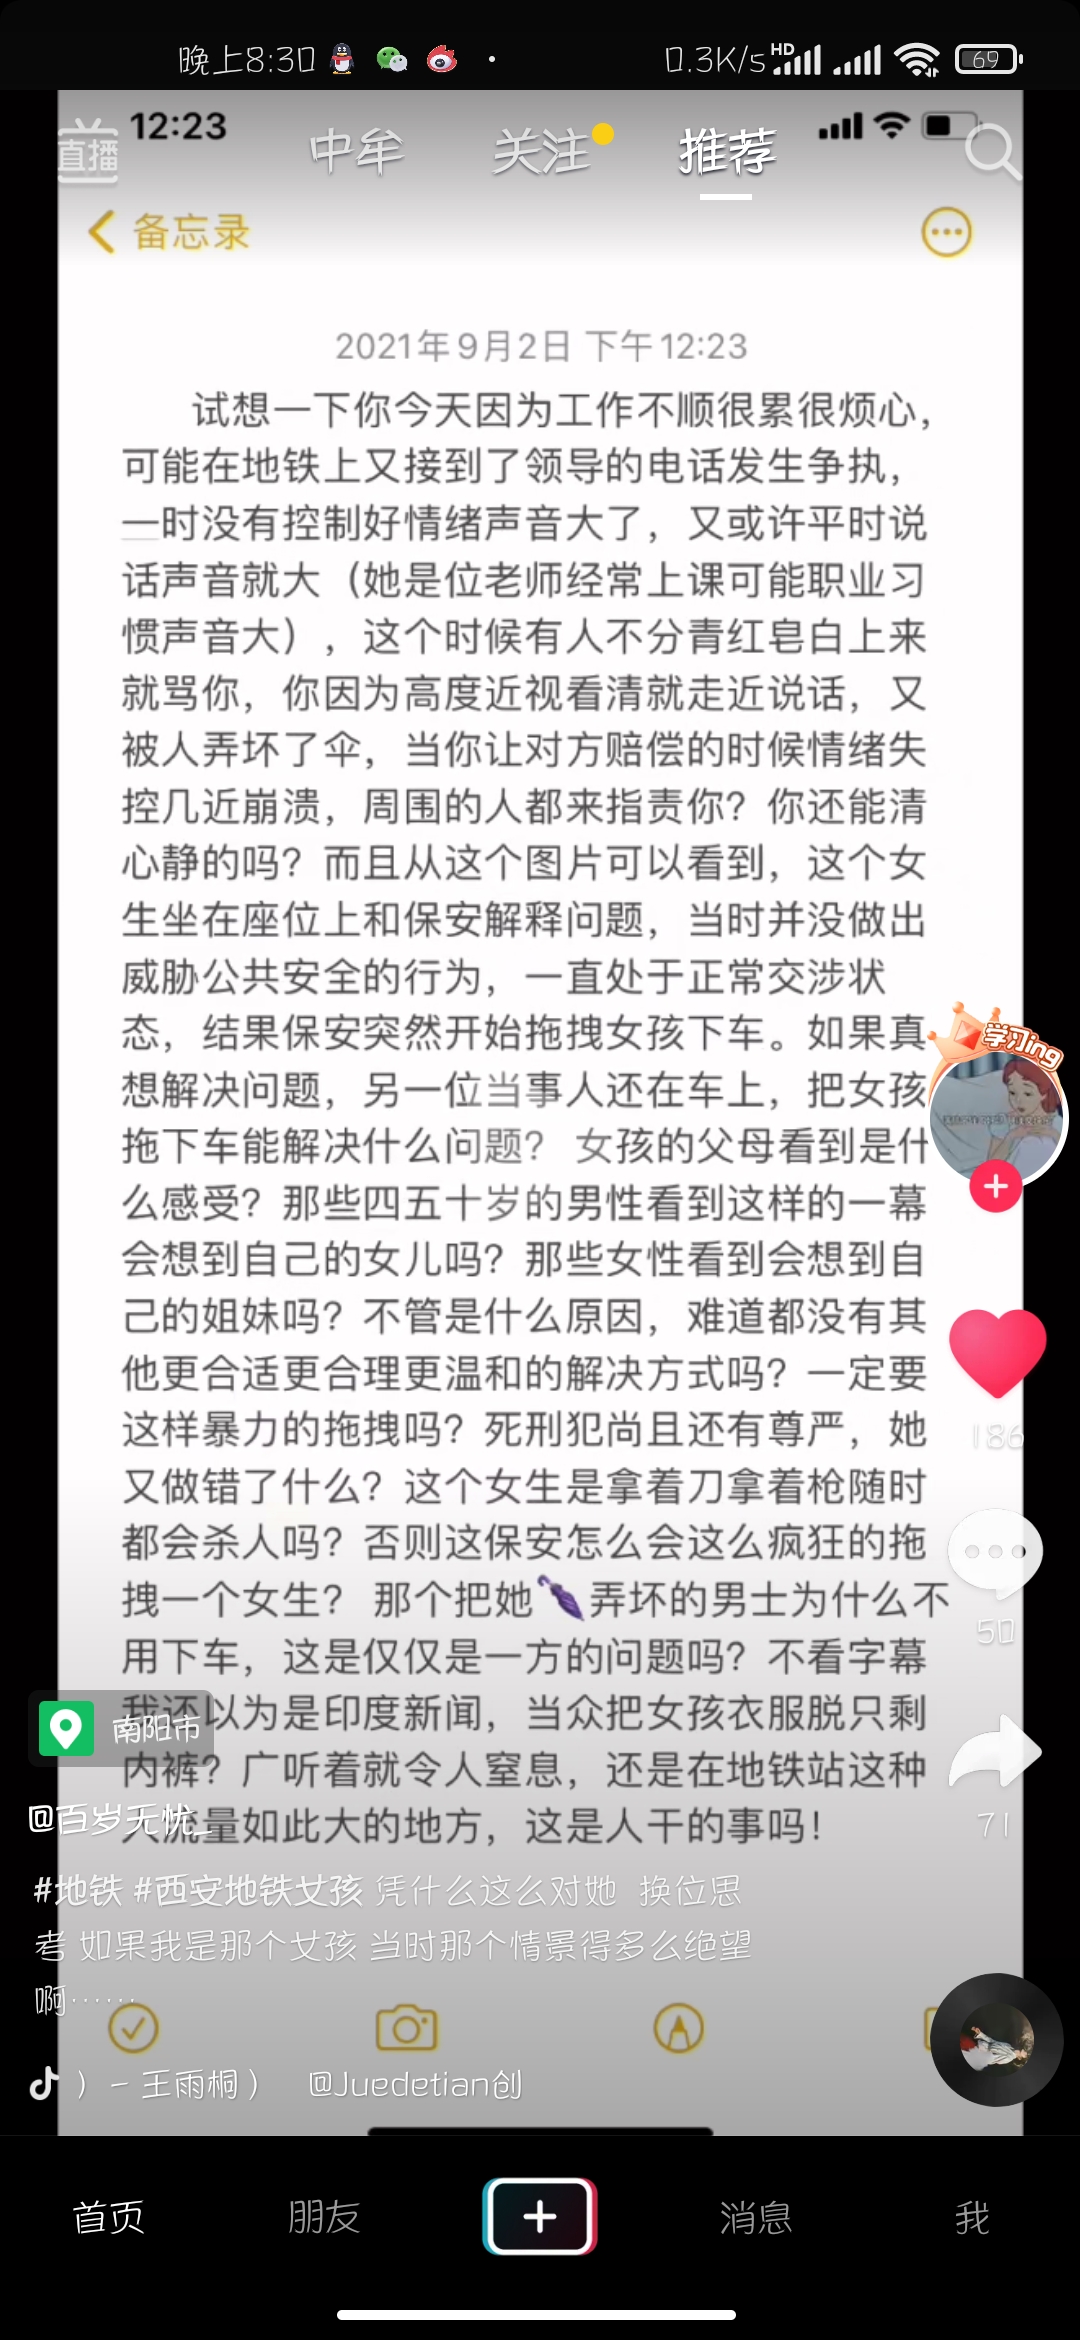 晚上8:30
0.3K/s HD 69
12:23
直播 中牟 关注 推荐
备忘录
2021年9月2日 下午12:23
试想一下你今天因为工作不顺很累很烦心，
可能在地铁上又接到了领导的电话发生争执，
一时没有控制好情绪声音大了，又或许平时说
话声音就大（她是位老师经常上课可能职业习
惯声音大），这个时候有人不分青红皂白上来
就骂你，你因为高度近视看清就走近说话，又
被人弄坏了伞，当你让对方赔偿的时候情绪失
控几近崩溃，周围的人都来指责你？你还能清
心静的吗？而且从这个图片可以看到，这个女
生坐在座位上和保安解释问题，当时并没做出
威胁公共安全的行为，一直处于正常交涉状
态，结果保安突然开始拖拽女孩下车。如果真
想解决问题，另一位当事人还在车上，把女孩
拖下车能解决什么问题？ 女孩的父母看到是什
么感受？那些四五十岁的男性看到这样的一幕
会想到自己的女儿吗？那些女性看到会想到自
己的姐妹吗？不管是什么原因，难道都没有其
他更合适更合理更温和的解决方式吗？一定要
这样暴力的拖拽吗？死刑犯尚且还有尊严，她
又做错了什么？这个女生是拿着刀拿着枪随时
都会杀人吗？否则这保安怎么会这么疯狂的拖
拽一个女生？ 那个把她🌂弄坏的男士为什么不
用下车，这是仅仅是一方的问题吗？不看字幕
我还以为是印度新闻，当众把女孩衣服脱只剩
内裤？广听着就令人窒息，还是在地铁站这种
人流量如此大的地方，这是人干的事吗！
学习ing
186
50
71
南阳市
@百岁无忧_
#地铁 #西安地铁女孩 凭什么这么对她 换位思
考 如果我是那个女孩 当时那个情景得多么绝望
啊……
） - 王雨桐） @Juedetian创
首页 朋友 消息 我